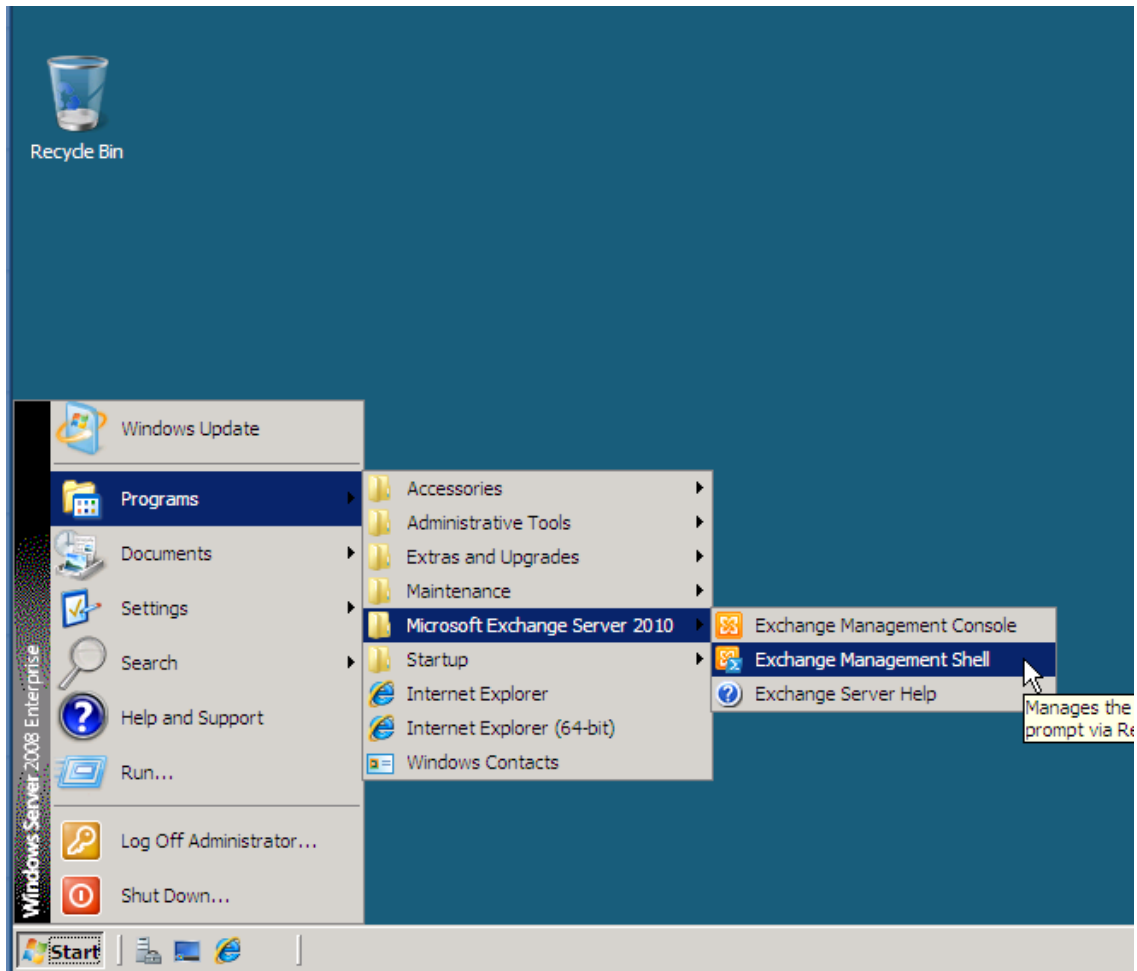 Recycle Bin
Windows Update
Programs
Documents
Settings
Search
Help and Support
Run...
Log Off Administrator...
Shut Down...
Windows Server 2008 Enterprise
Accessories
Administrative Tools
Extras and Upgrades
Maintenance
Microsoft Exchange Server 2010
Startup
Internet Explorer
Internet Explorer (64-bit)
Windows Contacts
Exchange Management Console
Exchange Management Shell
Exchange Server Help
Manages the
prompt via Re
Start